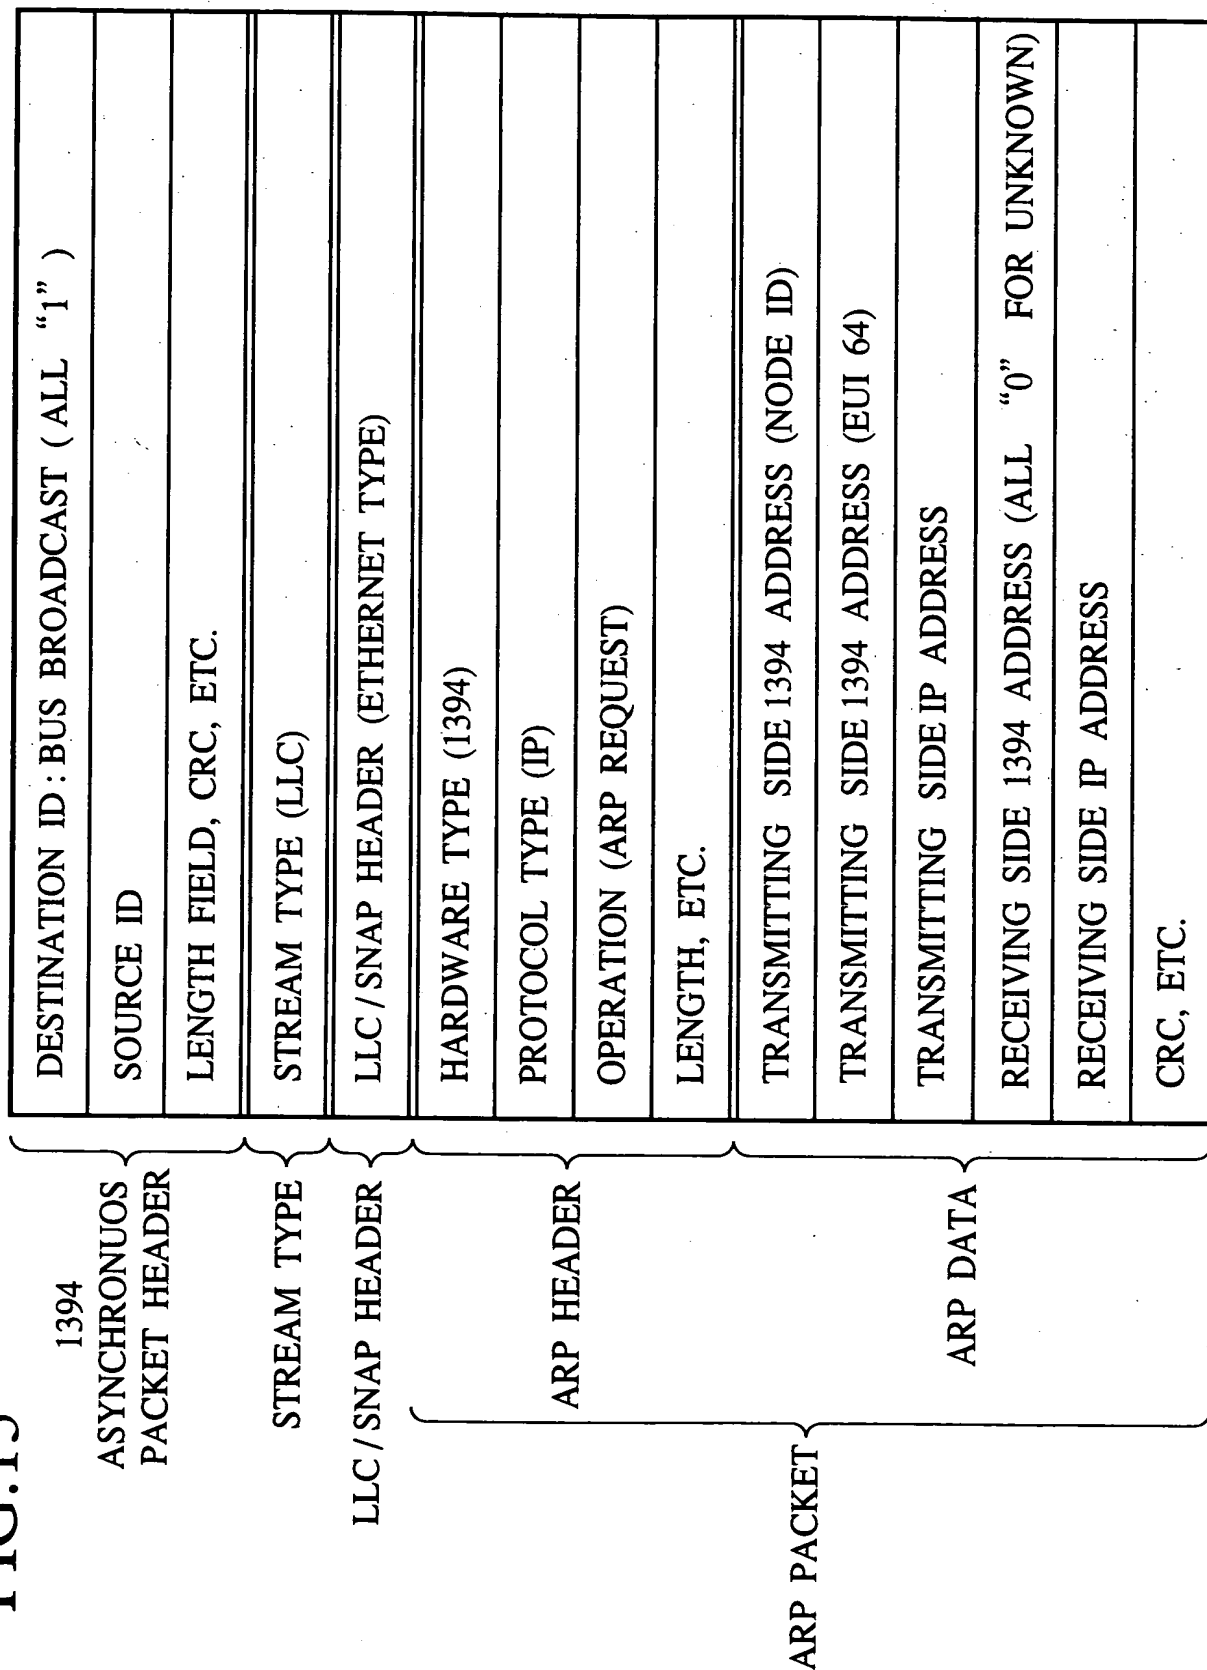 FIG.15
1394
ASYNCHRONUOS
PACKET HEADER
DESTINATION ID : BUS BROADCAST ( ALL “1” )
SOURCE ID
LENGTH FIELD, CRC, ETC.
STREAM TYPE
STREAM TYPE (LLC)
LLC / SNAP HEADER
LLC / SNAP HEADER (ETHERNET TYPE)
ARP PACKET
ARP HEADER
HARDWARE TYPE (1394)
PROTOCOL TYPE (IP)
OPERATION (ARP REQUEST)
LENGTH, ETC.
ARP DATA
TRANSMITTING SIDE 1394 ADDRESS (NODE ID)
TRANSMITTING SIDE 1394 ADDRESS (EUI 64)
TRANSMITTING SIDE IP ADDRESS
RECEIVING SIDE 1394 ADDRESS (ALL “0” FOR UNKNOWN)
RECEIVING SIDE IP ADDRESS
CRC, ETC.